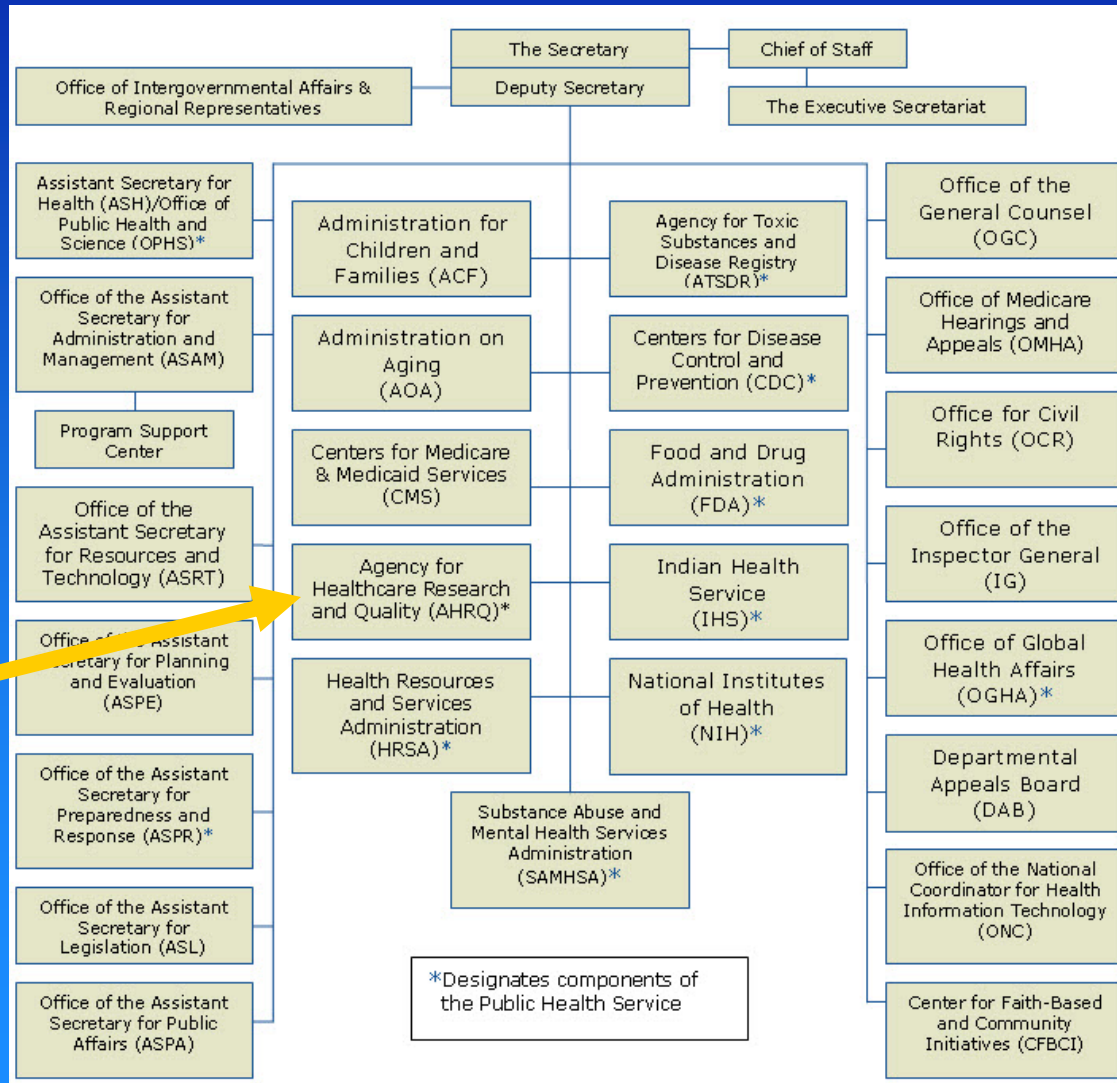 The Secretary
Deputy Secretary
Chief of Staff
The Executive Secretariat
Office of Intergovernmental Affairs &
Regional Representatives
Assistant Secretary for
Health (ASH)/Office of
Public Health and
Science (OPHS)*
Office of the Assistant
Secretary for
Administration and
Management (ASAM)
Program Support
Center
Office of the
Assistant Secretary
for Resources and
Technology (ASRT)
Office of the Assistant
Secretary for Planning
and Evaluation
(ASPE)
Office of the Assistant
Secretary for
Preparedness and
Response (ASPR)*
Office of the Assistant
Secretary for
Legislation (ASL)
Office of the Assistant
Secretary for Public
Affairs (ASPA)
Administration for
Children and
Families (ACF)
Administration on
Aging
(AOA)
Centers for Medicare
& Medicaid Services
(CMS)
Agency for
Healthcare Research
and Quality (AHRQ)*
Health Resources
and Services
Administration
(HRSA)*
Agency for Toxic
Substances and
Disease Registry
(ATSDR)*
Centers for Disease
Control and
Prevention (CDC)*
Food and Drug
Administration
(FDA)*
Indian Health
Service
(IHS)*
National Institutes
of Health
(NIH)*
Substance Abuse and
Mental Health Services
Administration
(SAMHSA)*
Office of the
General Counsel
(OGC)
Office of Medicare
Hearings and
Appeals (OMHA)
Office for Civil
Rights (OCR)
Office of the
Inspector General
(IG)
Office of Global
Health Affairs
(OGHA)*
Departmental
Appeals Board
(DAB)
Office of the National
Coordinator for Health
Information Technology
(ONC)
Center for Faith-Based
and Community
Initiatives (CFBCI)
*Designates components of
the Public Health Service